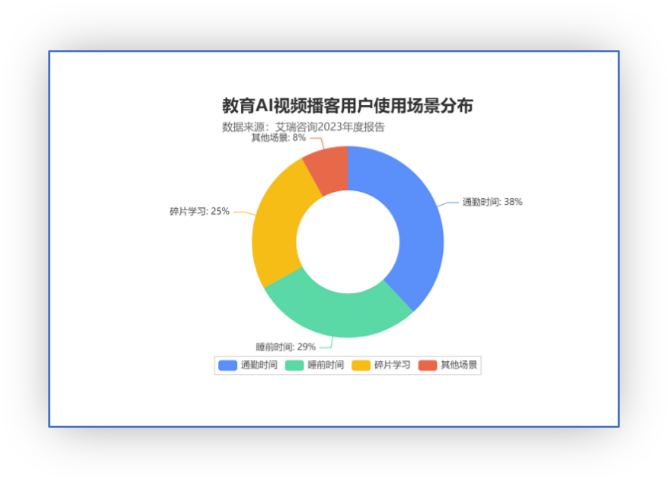 教育AI视频播客用户使用场景分布
数据来源：艾瑞咨询2023年度报告
其他场景: 8%
通勤时间: 38%
碎片学习: 25%
睡前时间: 29%
通勤时间 睡前时间 碎片学习 其他场景